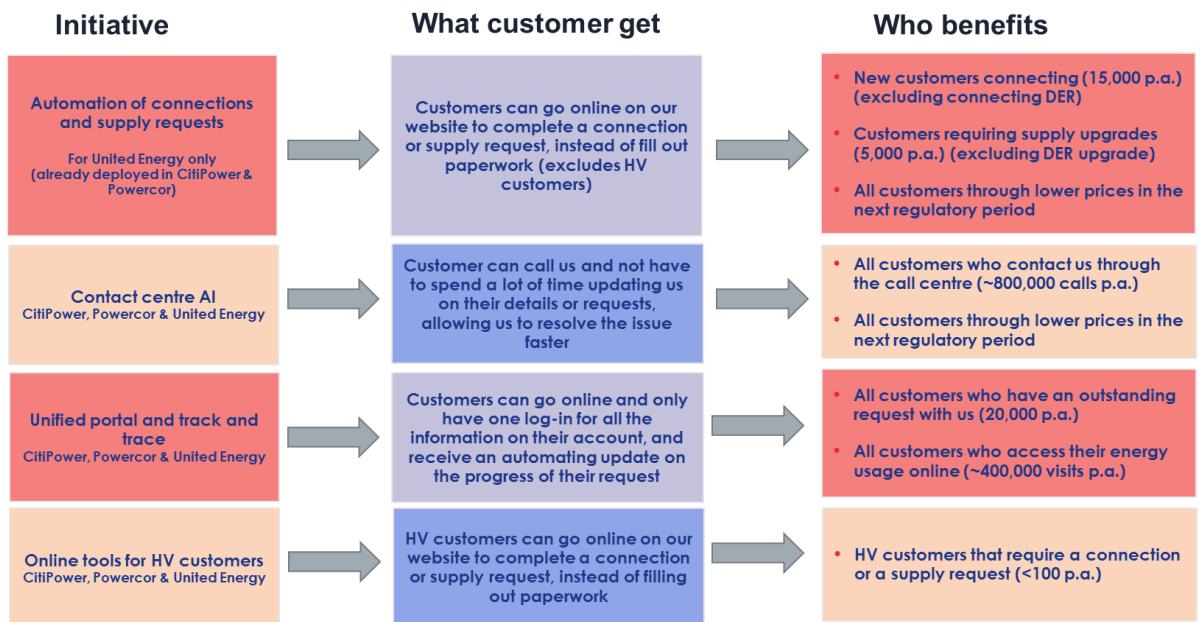 Initiative
What customer get
Who benefits
Automation of connections
and supply requests
For United Energy only
(already deployed in CitiPower &
Powercor)
Customers can go online on our
website to complete a connection
or supply request, instead of fill out
paperwork (excludes HV
customers)
• New customers connecting (15,000 p.a.)
(excluding connecting DER)
• Customers requiring supply upgrades
(5,000 p.a.) (excluding DER upgrade)
• All customers through lower prices in the
next regulatory period
Contact centre AI
CitiPower, Powercor & United Energy
Customer can call us and not have
to spend a lot of time updating us
on their details or requests,
allowing us to resolve the issue
faster
• All customers who contact us through
the call centre (~800,000 calls p.a.)
• All customers through lower prices in the
next regulatory period
Unified portal and track and
trace
CitiPower, Powercor & United Energy
Customers can go online and only
have one log-in for all the
information on their account, and
receive an automating update on
the progress of their request
• All customers who have an outstanding
request with us (20,000 p.a.)
• All customers who access their energy
usage online (~400,000 visits p.a.)
Online tools for HV customers
CitiPower, Powercor & United Energy
HV customers can go online on our
website to complete a connection
or supply request, instead of filling
out paperwork
• HV customers that require a connection
or a supply request (<100 p.a.)